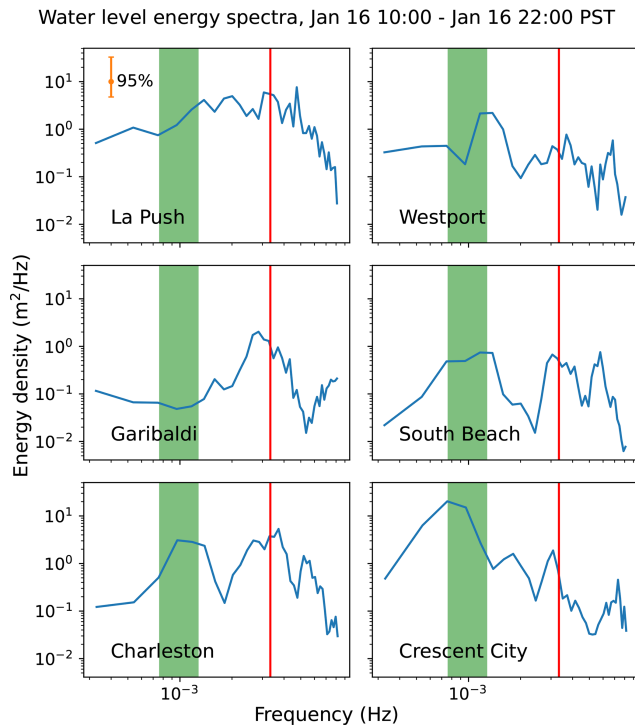 Water level energy spectra, Jan 16 10:00 - Jan 16 22:00 PST
95%
10¹
10⁰
10⁻¹
10⁻²
La Push
Westport
Energy density (m²/Hz)
10¹
10⁰
10⁻¹
10⁻²
Garibaldi
South Beach
10¹
10⁰
10⁻¹
10⁻²
Charleston
Crescent City
10⁻³
10⁻³
Frequency (Hz)